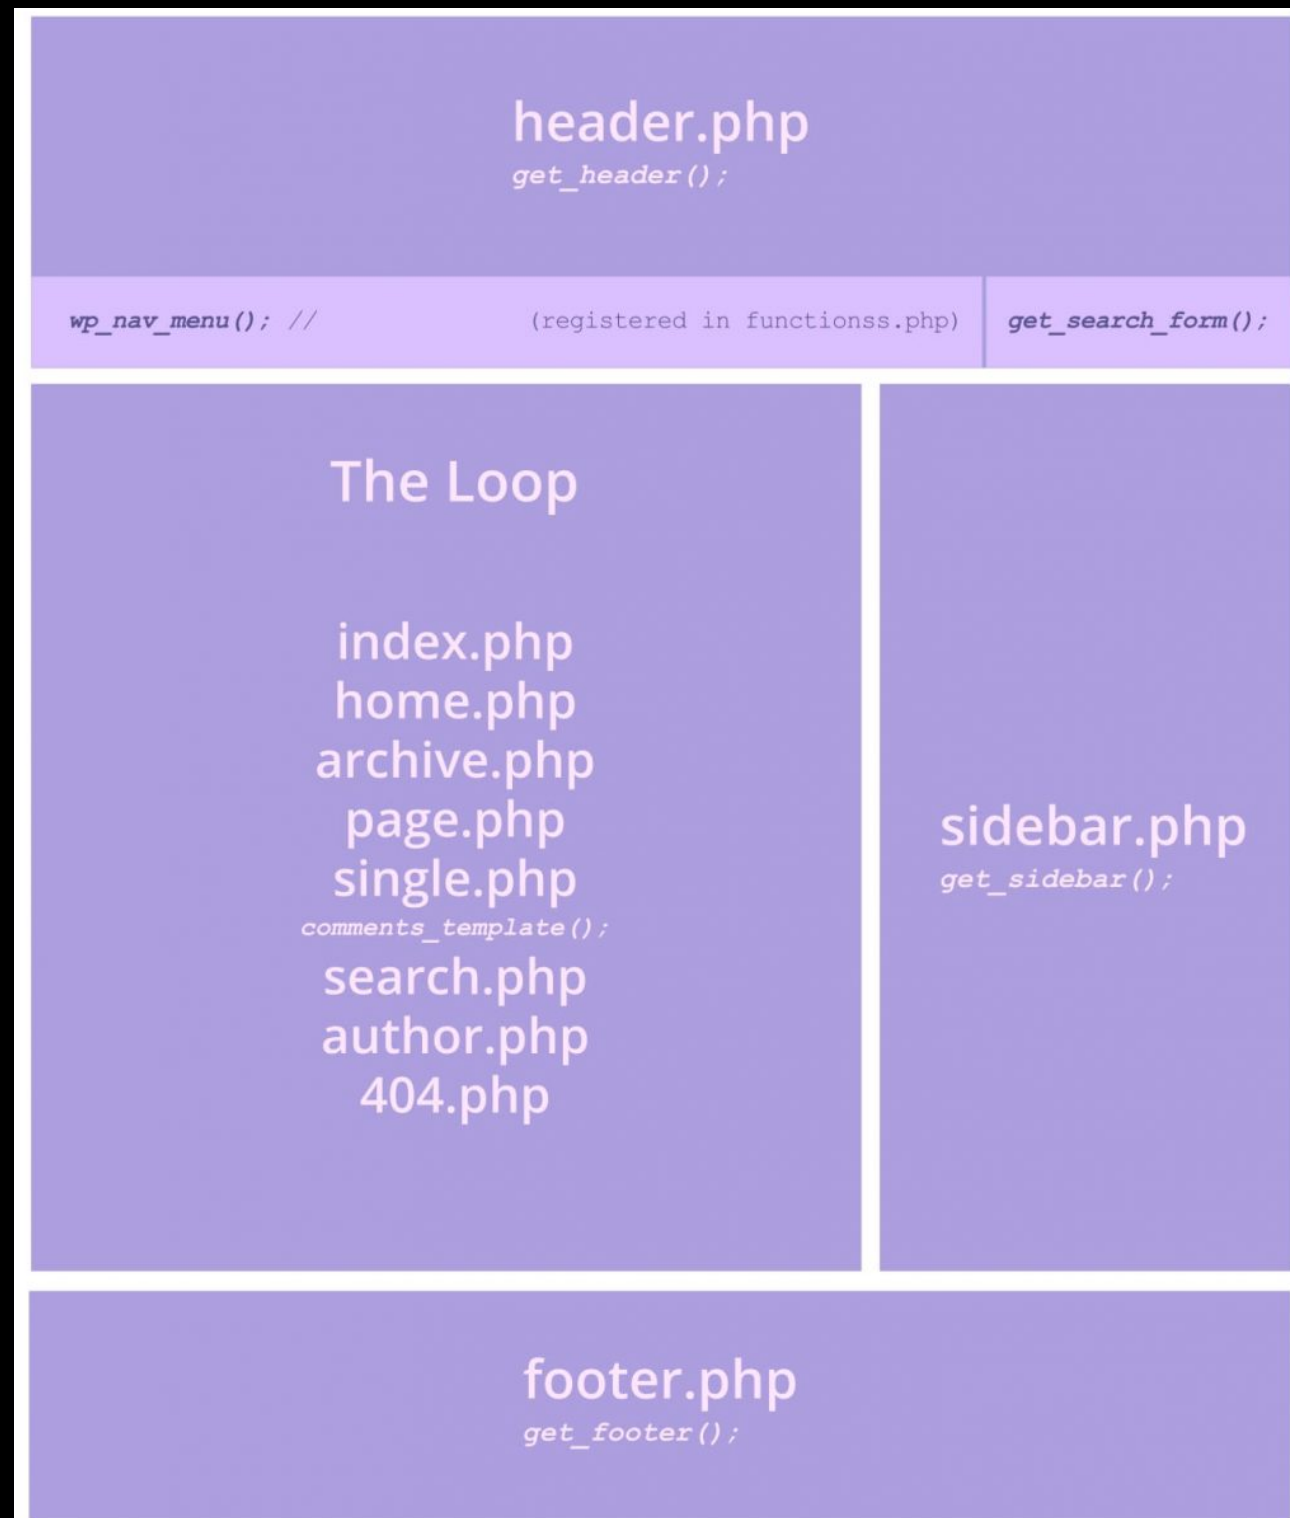 header.php
get_header();
wp_nav_menu(); // (registered in functionss.php)
get_search_form();
The Loop
index.php
home.php
archive.php
page.php
single.php
comments_template();
search.php
author.php
404.php
sidebar.php
get_sidebar();
footer.php
get_footer();